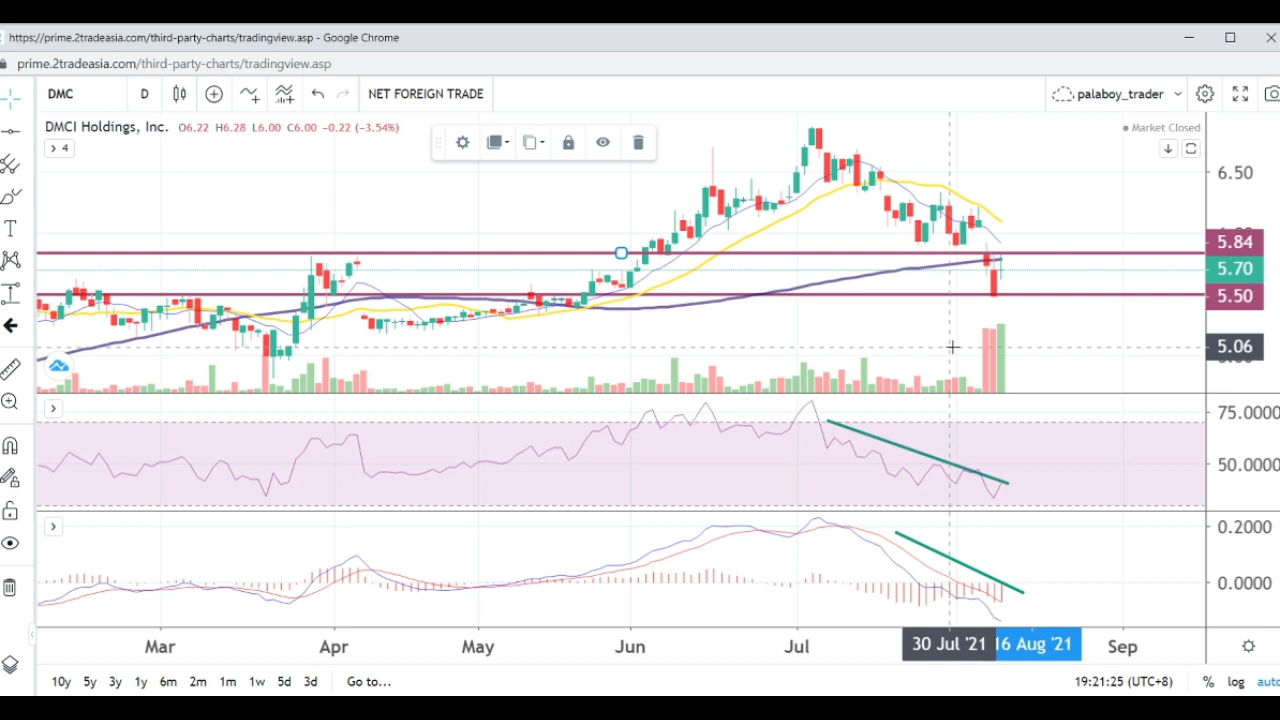 https://prime.2tradeasia.com/third-party-charts/tradingview.asp - Google Chrome
prime.2tradeasia.com/third-party-charts/tradingview.asp
DMC D NET FOREIGN TRADE palaboy_trader
DMCI Holdings, Inc. O6.22 H6.28 L6.00 C6.00 -0.22 (-3.54%)
Market Closed
4
6.50
5.84
5.70
5.50
5.06
75.0000
50.0000
0.2000
0.0000
Mar Apr May Jun Jul 30 Jul '21 16 Aug '21 Sep
10y 5y 3y 1y 6m 2m 1m 1w 5d 3d Go to... 19:21:25 (UTC+8) % log auto